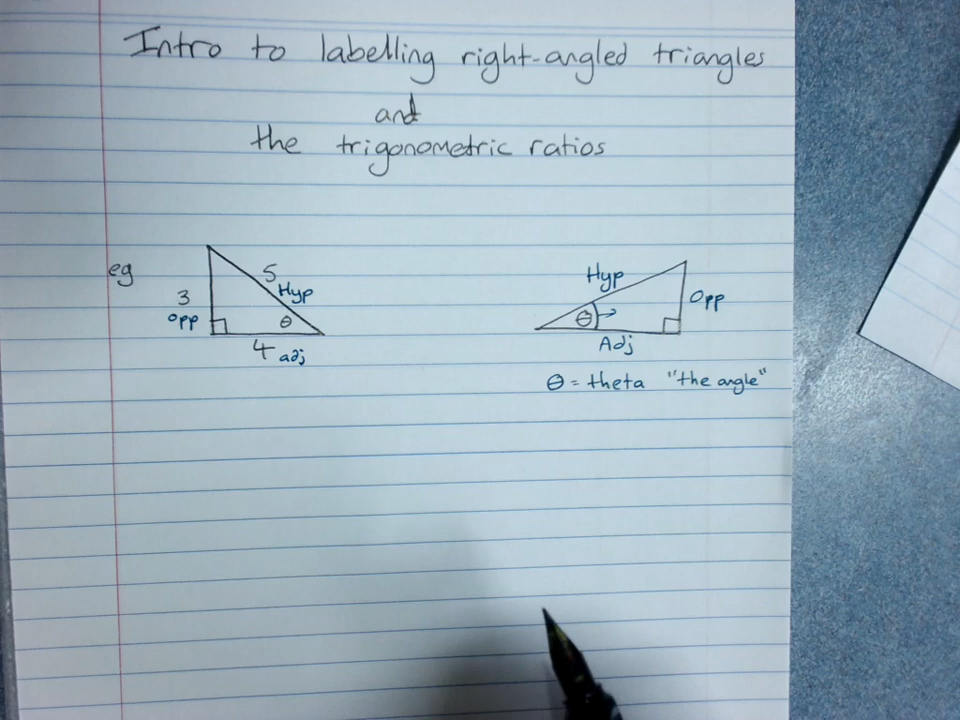 Intro to labelling right-angled triangles
and
the trigonometric ratios
eg
5
Hyp
3
Opp
θ
4 adj
Hyp
Opp
θ
Adj
θ = theta "the angle"